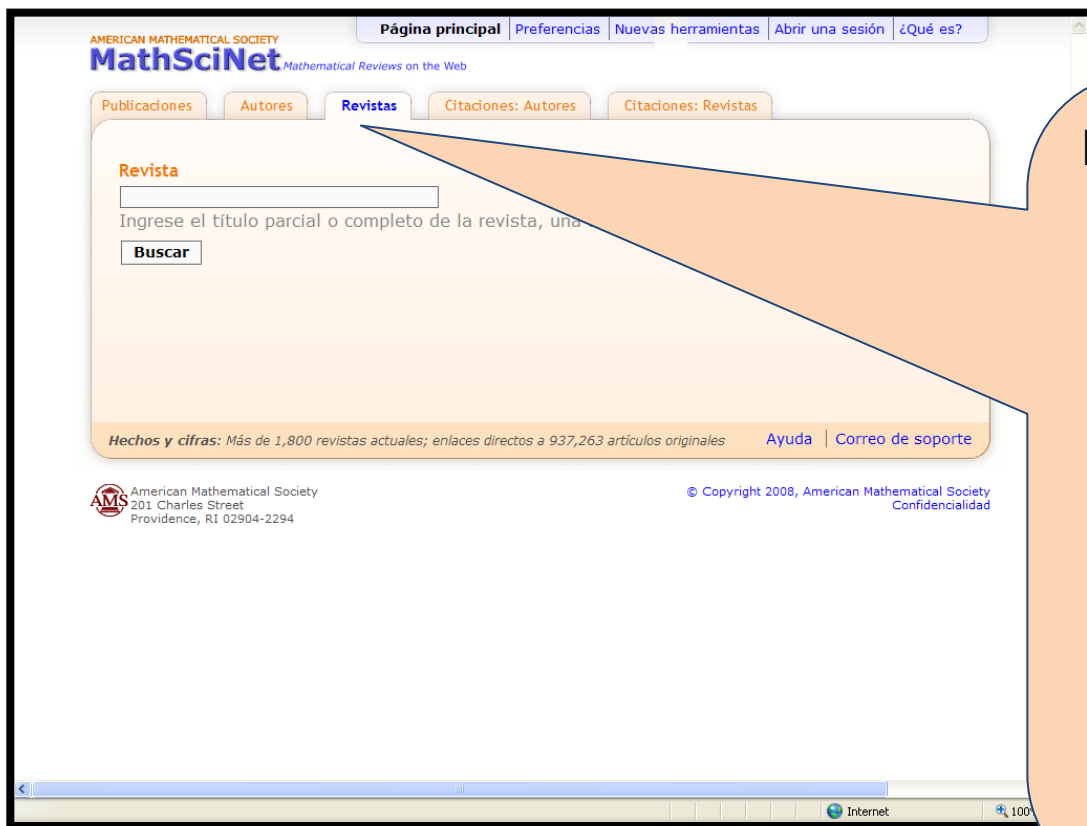 Página principal Preferencias Nuevas herramientas Abrir una sesión ¿Qué es?
AMERICAN MATHEMATICAL SOCIETY
MathSciNet Mathematical Reviews on the Web
Publicaciones Autores Revistas Citaciones: Autores Citaciones: Revistas
Revista
Ingrese el título parcial o completo de la revista, una
Buscar
Hechos y cifras: Más de 1,800 revistas actuales; enlaces directos a 937,263 artículos originales Ayuda Correo de soporte
AMS American Mathematical Society © Copyright 2008, American Mathematical Society
201 Charles Street Confidencialidad
Providence, RI 02904-2294
Internet 100%